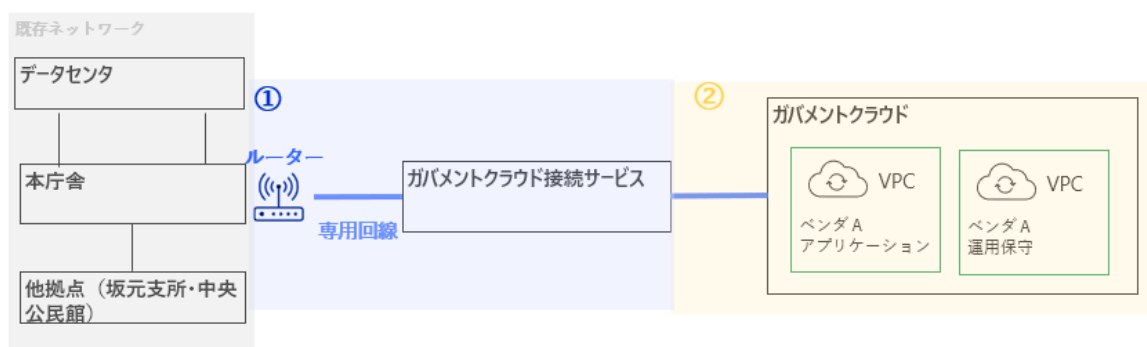 既存ネットワーク
データセンタ
本庁舎
他拠点（坂元支所・中央
公民館）
①
ルーター
専用回線
ガバメントクラウド接続サービス
②
ガバメントクラウド
VPC
ベンダA
アプリケーション
VPC
ベンダA
運用保守